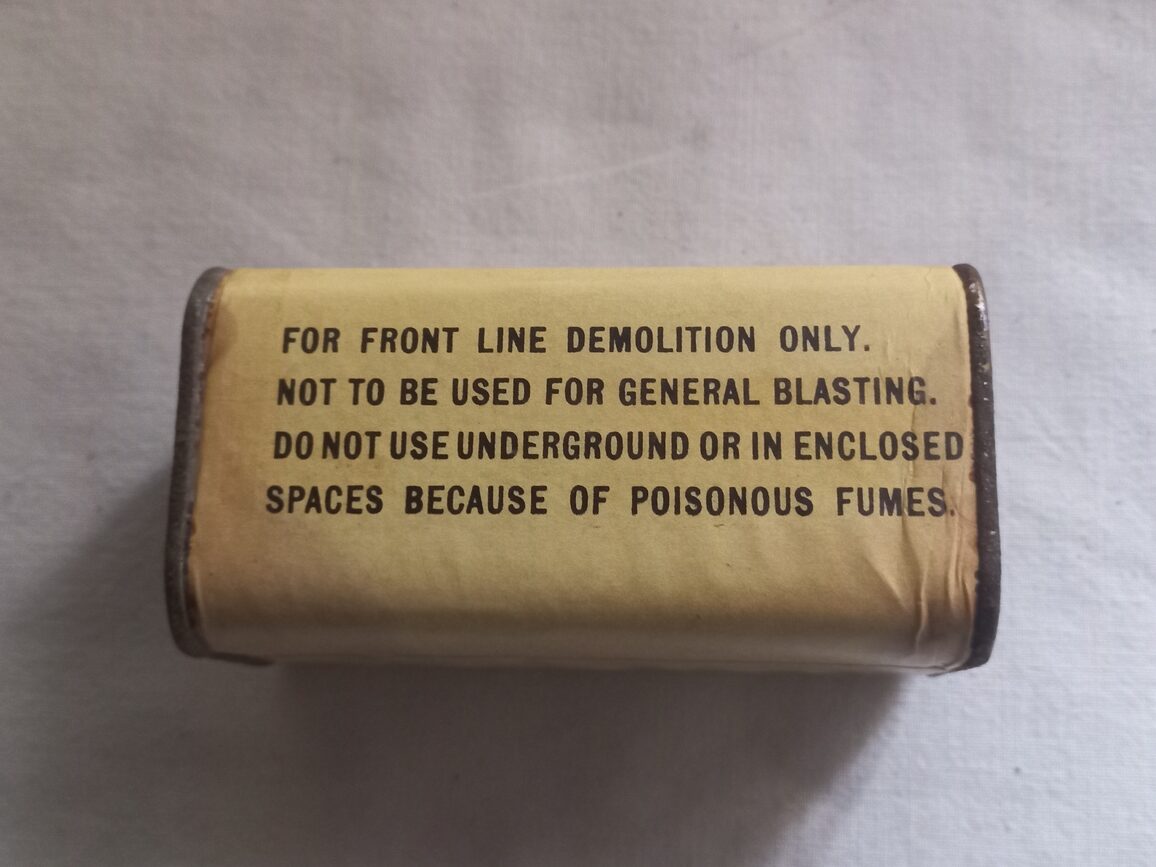 FOR FRONT LINE DEMOLITION ONLY.
NOT TO BE USED FOR GENERAL BLASTING.
DO NOT USE UNDERGROUND OR IN ENCLOSED
SPACES BECAUSE OF POISONOUS FUMES.